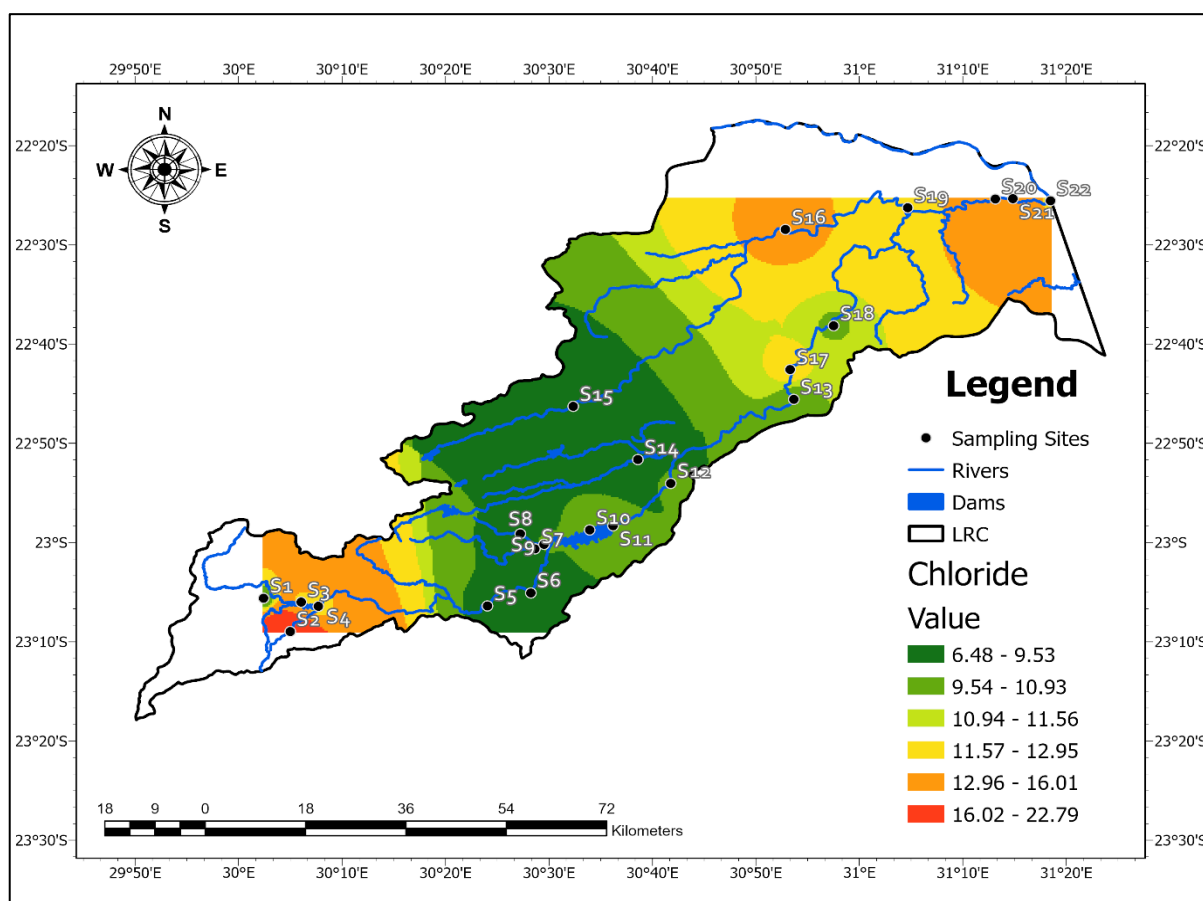 29°50'E 30°E 30°10'E 30°20'E 30°30'E 30°40'E 30°50'E 31°E 31°10'E 31°20'E
N
W E
S
22°20'S 22°20'S
22°30'S 22°30'S
22°40'S 22°40'S
22°50'S 22°50'S
23°S 23°S
23°10'S 23°10'S
23°20'S 23°20'S
23°30'S 23°30'S
S20 S22
S19 S21
S16
S18
S17
S13
S15
S14
S12
S10
S8 S7 S11
S9
S6
S5
S1 S3
S4
S2
Legend
Sampling Sites
Rivers
Dams
LRC
Chloride
Value
6.48 - 9.53
9.54 - 10.93
10.94 - 11.56
11.57 - 12.95
12.96 - 16.01
16.02 - 22.79
18 9 0 18 36 54 72
Kilometers
29°50'E 30°E 30°10'E 30°20'E 30°30'E 30°40'E 30°50'E 31°E 31°10'E 31°20'E